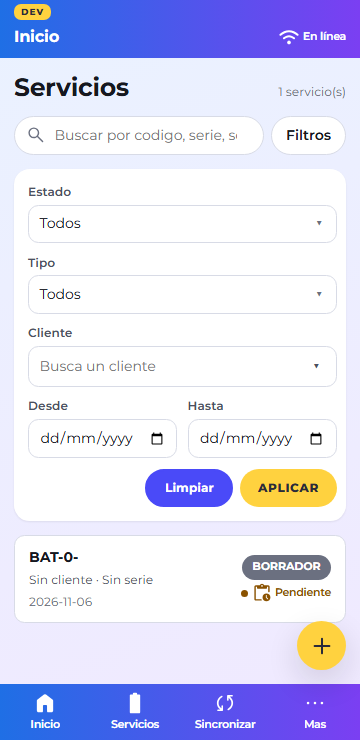 DEV
Inicio
En línea
Servicios
1 servicio(s)
Buscar por codigo, serie, s
Filtros
Estado
Todos
Tipo
Todos
Cliente
Busca un cliente
Desde
Hasta
dd/mm/yyyy
dd/mm/yyyy
Limpiar
APLICAR
BAT-0-
BORRADOR
Sin cliente · Sin serie
Pendiente
2026-11-06
Inicio
Servicios
Sincronizar
Mas